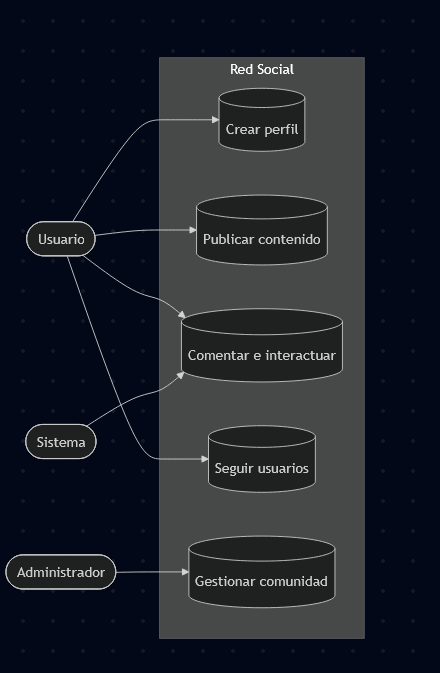 Red Social
Crear perfil
Usuario
Publicar contenido
Comentar e interactuar
Sistema
Seguir usuarios
Administrador
Gestionar comunidad